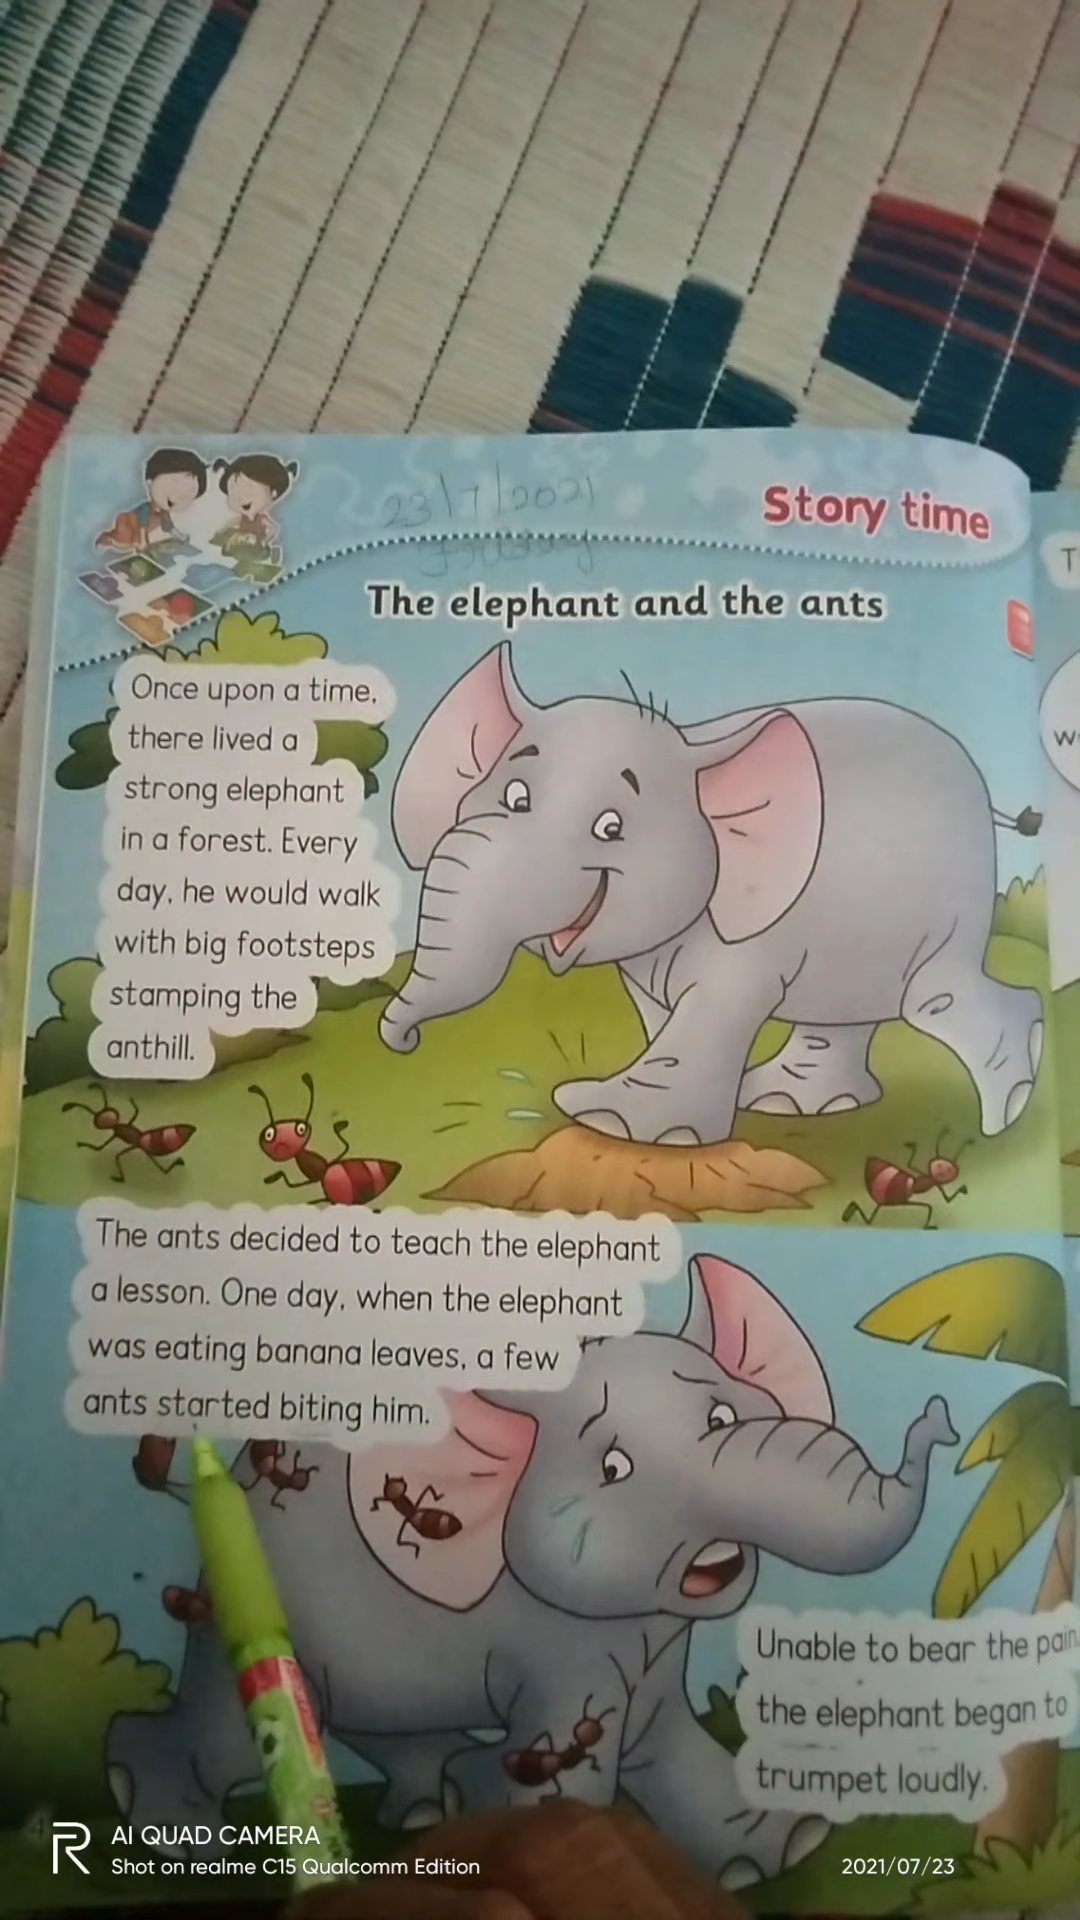 23/7/2021
Friday
Story time
The elephant and the ants
Once upon a time,
there lived a
strong elephant
in a forest. Every
day, he would walk
with big footsteps
stamping the
anthill.
The ants decided to teach the elephant
a lesson. One day, when the elephant
was eating banana leaves, a few
ants started biting him.
Unable to bear the pain
the elephant began to
trumpet loudly.
AI QUAD CAMERA
Shot on realme C15 Qualcomm Edition
2021/07/23